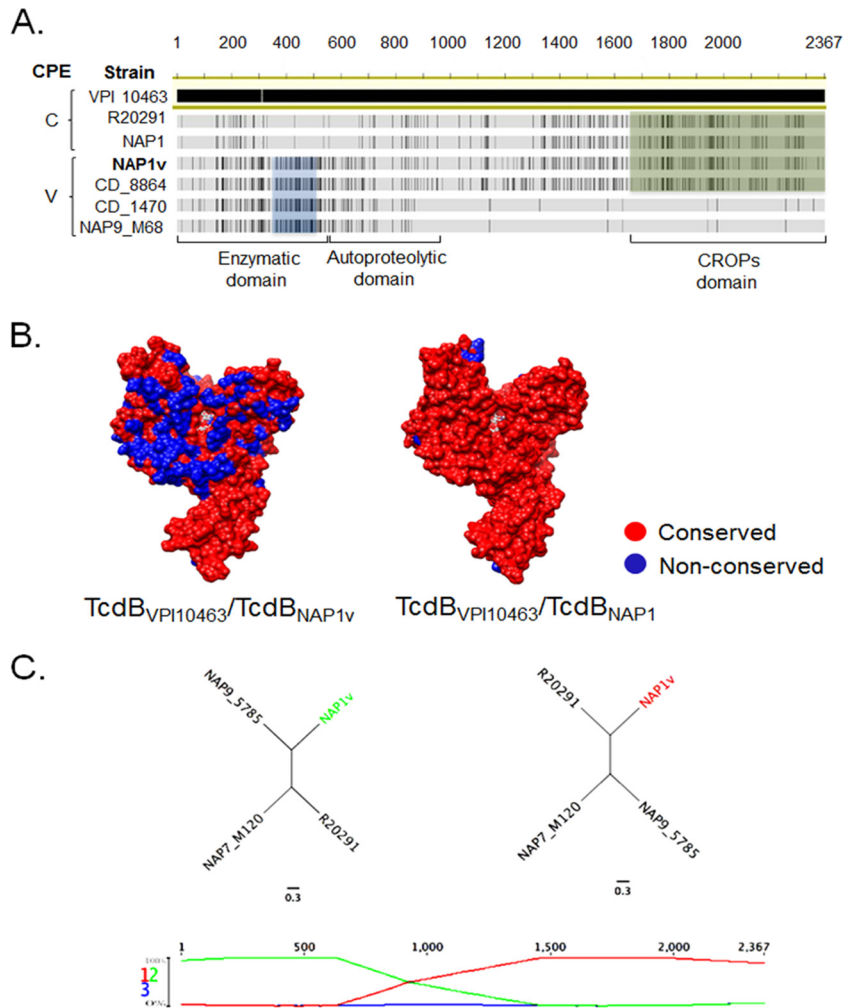 A.
1 200 400 600 800 1000 1200 1400 1600 1800 2000 2367
CPE Strain
C
VPI 10463
R20291
NAP1
V
NAP1v
CD_8864
CD_1470
NAP9_M68
Enzymatic domain
Autoproteolytic domain
CROPs domain
B.
Conserved
Non-conserved
TcdBVPI10463/TcdBNAP1v
TcdBVPI10463/TcdBNAP1
C.
NAP9_5785
NAP1v
NAP7_M120
R20291
0.3
R20291
NAP1v
NAP7_M120
NAP9_5785
0.3
1 500 1,000 1,500 2,000 2,367
100%
12
3
0%